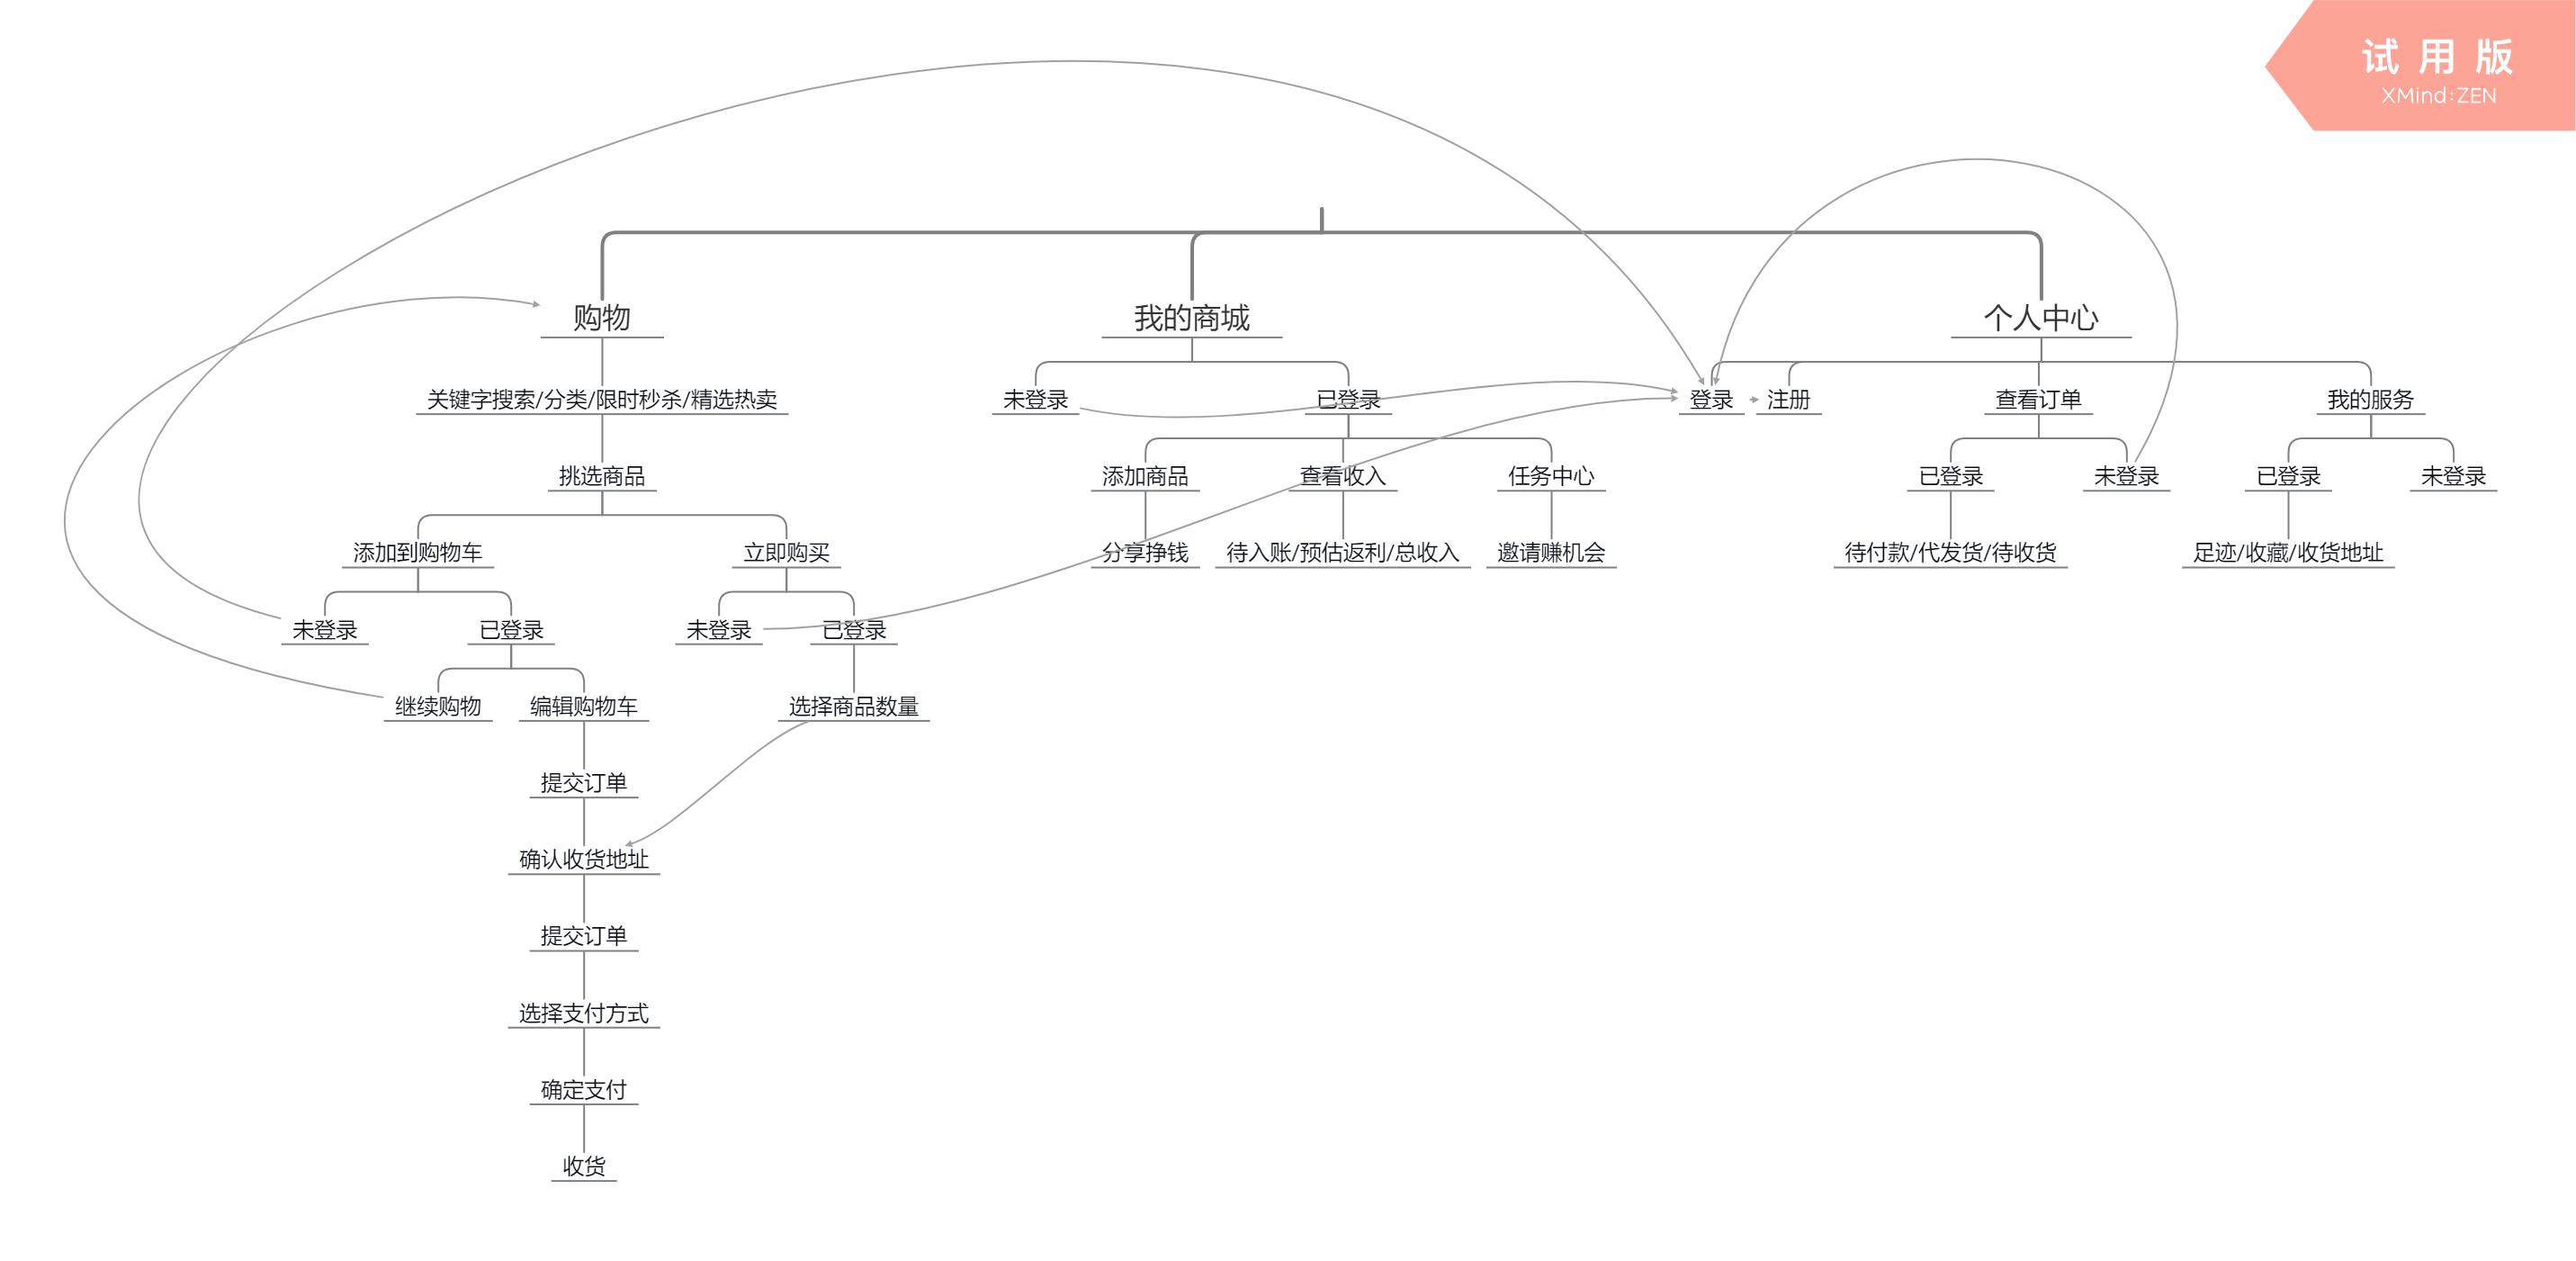 试用版
XMind:ZEN
购物
我的商城
个人中心
关键字搜索/分类/限时秒杀/精选热卖
未登录
已登录
登录
注册
查看订单
我的服务
挑选商品
添加商品
查看收入
任务中心
已登录
未登录
已登录
未登录
添加到购物车
立即购买
分享挣钱
待入账/预估返利/总收入
邀请赚机会
待付款/代发货/待收货
足迹/收藏/收货地址
未登录
已登录
未登录
已登录
继续购物
编辑购物车
选择商品数量
提交订单
确认收货地址
提交订单
选择支付方式
确定支付
收货